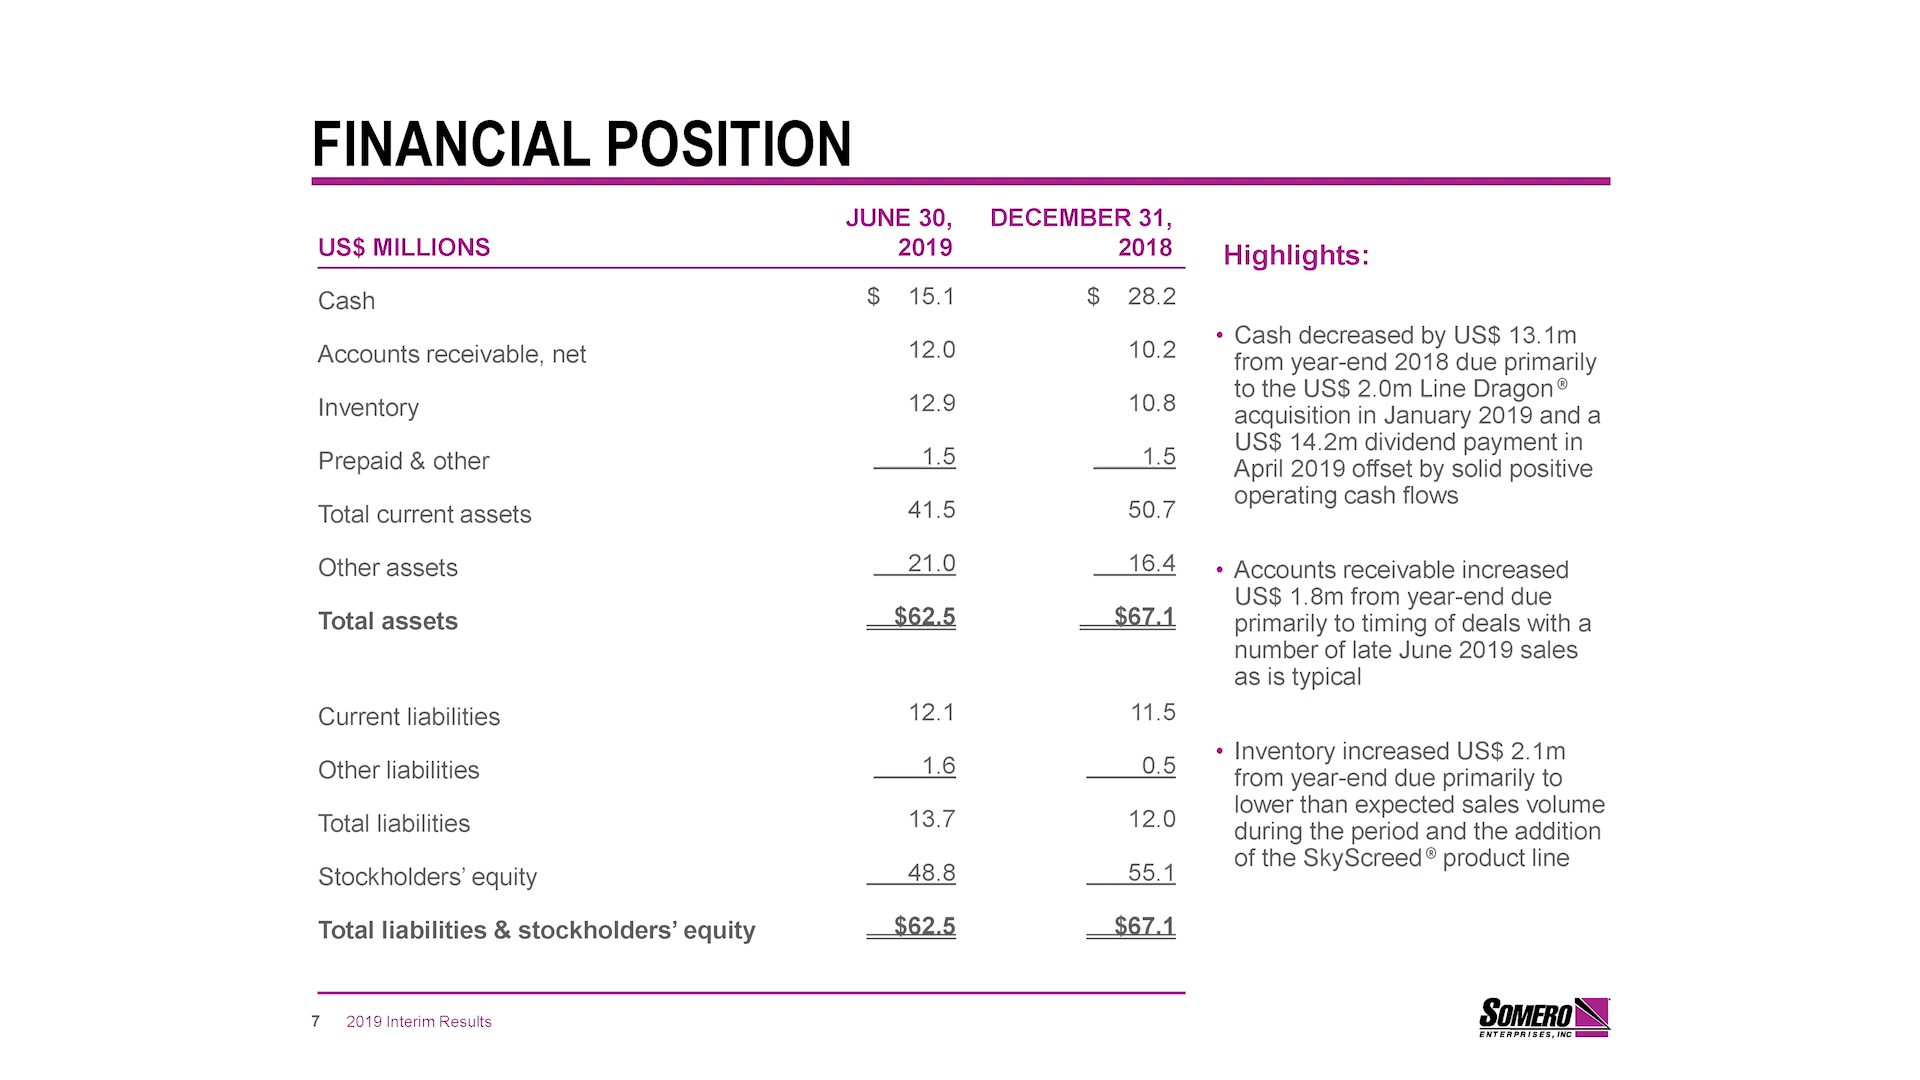 FINANCIAL POSITION
US$ MILLIONS JUNE 30, 2019 DECEMBER 31, 2018
Cash $ 15.1 $ 28.2
Accounts receivable, net 12.0 10.2
Inventory 12.9 10.8
Prepaid & other 1.5 1.5
Total current assets 41.5 50.7
Other assets 21.0 16.4
Total assets $62.5 $67.1
Current liabilities 12.1 11.5
Other liabilities 1.6 0.5
Total liabilities 13.7 12.0
Stockholders’ equity 48.8 55.1
Total liabilities & stockholders’ equity $62.5 $67.1
Highlights:
• Cash decreased by US$ 13.1m
from year-end 2018 due primarily
to the US$ 2.0m Line Dragon®
acquisition in January 2019 and a
US$ 14.2m dividend payment in
April 2019 offset by solid positive
operating cash flows
• Accounts receivable increased
US$ 1.8m from year-end due
primarily to timing of deals with a
number of late June 2019 sales
as is typical
• Inventory increased US$ 2.1m
from year-end due primarily to
lower than expected sales volume
during the period and the addition
of the SkyScreed® product line
7 2019 Interim Results
SOMERO
ENTERPRISES, INC